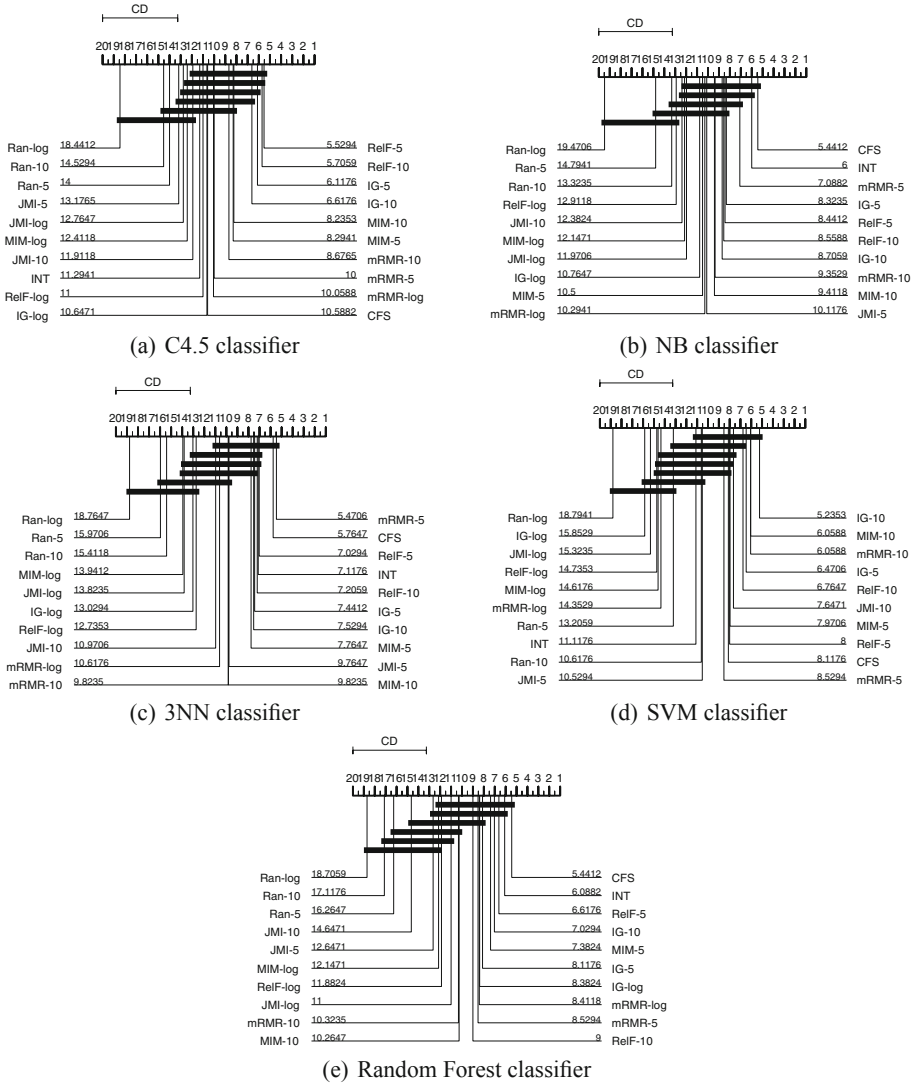 CD
20 19 18 17 16 15 14 13 12 11 10 9 8 7 6 5 4 3 2 1
Ran-log 18.4412 5.5294 RelF-5
Ran-10 14.5294 5.7059 RelF-10
Ran-5 14 6.1176 IG-5
JMI-5 13.1765 6.6176 IG-10
JMI-log 12.7647 8.2353 MIM-10
MIM-log 12.4118 8.2941 MIM-5
JMI-10 11.9118 8.6765 mRMR-10
INT 11.2941 10 mRMR-5
RelF-log 11 10.0588 mRMR-log
IG-log 10.6471 10.5882 CFS
(a) C4.5 classifier
CD
20 19 18 17 16 15 14 13 12 11 10 9 8 7 6 5 4 3 2 1
Ran-log 19.4706 5.4412 CFS
Ran-5 14.7941 6 INT
Ran-10 13.3235 7.0882 mRMR-5
RelF-log 12.9118 8.3235 IG-5
JMI-10 12.3824 8.4412 RelF-5
MIM-log 12.1471 8.5588 RelF-10
JMI-log 11.9706 8.7059 IG-10
IG-log 10.7647 9.3529 mRMR-10
MIM-5 10.5 9.4118 MIM-10
mRMR-log 10.2941 10.1176 JMI-5
(b) NB classifier
CD
20 19 18 17 16 15 14 13 12 11 10 9 8 7 6 5 4 3 2 1
Ran-log 18.7647 5.4706 mRMR-5
Ran-5 15.9706 5.7647 CFS
Ran-10 15.4118 7.0294 RelF-5
MIM-log 13.9412 7.1176 INT
JMI-log 13.8235 7.2059 RelF-10
IG-log 13.0294 7.4412 IG-5
RelF-log 12.7353 7.5294 IG-10
JMI-10 10.9706 7.7647 MIM-5
mRMR-log 10.6176 9.7647 JMI-5
mRMR-10 9.8235 9.8235 MIM-10
(c) 3NN classifier
CD
20 19 18 17 16 15 14 13 12 11 10 9 8 7 6 5 4 3 2 1
Ran-log 18.7941 5.2353 IG-10
IG-log 15.8529 6.0588 MIM-10
JMI-log 15.3235 6.0588 mRMR-10
RelF-log 14.7353 6.4706 IG-5
MIM-log 14.6176 6.7647 RelF-10
mRMR-log 14.3529 7.6471 JMI-10
Ran-5 13.2059 7.9706 MIM-5
INT 11.1176 8 RelF-5
Ran-10 10.6176 8.1176 CFS
JMI-5 10.5294 8.5294 mRMR-5
(d) SVM classifier
CD
20 19 18 17 16 15 14 13 12 11 10 9 8 7 6 5 4 3 2 1
Ran-log 18.7059 5.4412 CFS
Ran-10 17.1176 6.0882 INT
Ran-5 16.2647 6.6176 RelF-5
JMI-10 14.6471 7.0294 IG-10
JMI-5 12.6471 7.3824 MIM-5
MIM-log 12.1471 8.1176 IG-5
RelF-log 11.8824 8.3824 IG-log
JMI-log 11 8.4118 mRMR-log
mRMR-10 10.3235 8.5294 mRMR-5
MIM-10 10.2647 9 RelF-10
(e) Random Forest classifier